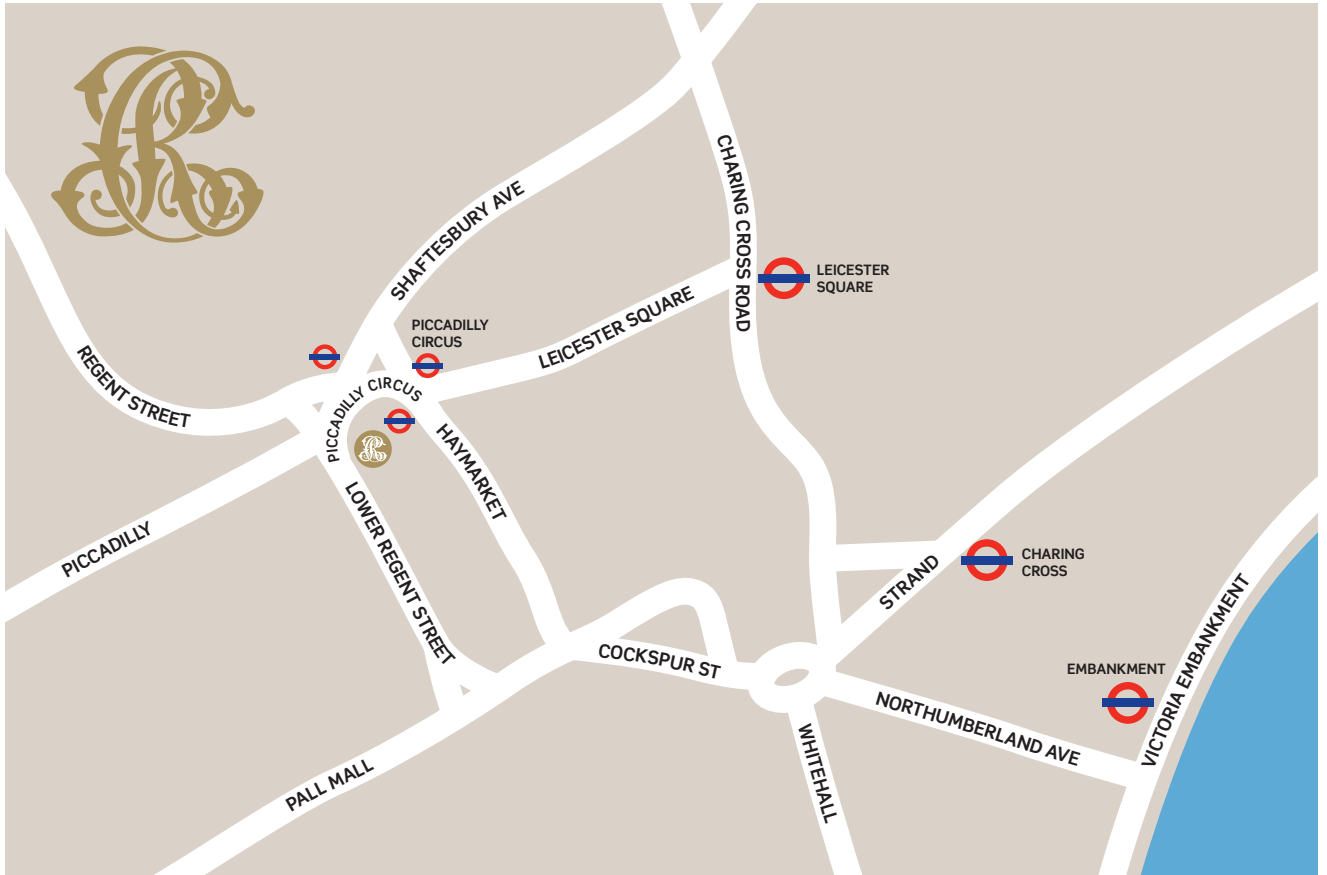 SHAFTESBURY AVE
CHARING CROSS ROAD
LEICESTER
SQUARE
LEICESTER SQUARE
PICCADILLY
CIRCUS
REGENT STREET
PICCADILLY CIRCUS
HAYMARKET
PICCADILLY
LOWER REGENT STREET
STRAND
CHARING
CROSS
COCKSPUR ST
EMBANKMENT
VICTORIA EMBANKMENT
NORTHUMBERLAND AVE
WHITEHALL
PALL MALL